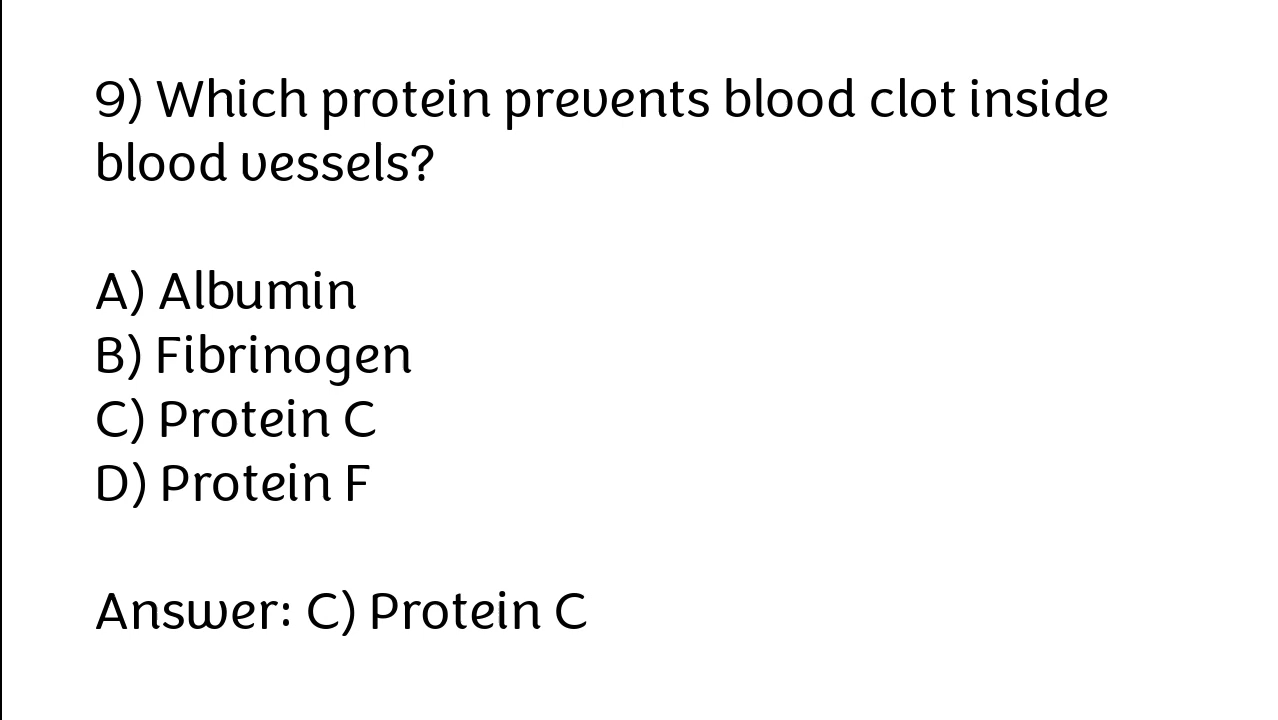 9) Which protein prevents blood clot inside
blood vessels?
A) Albumin
B) Fibrinogen
C) Protein C
D) Protein F
Answer: C) Protein C